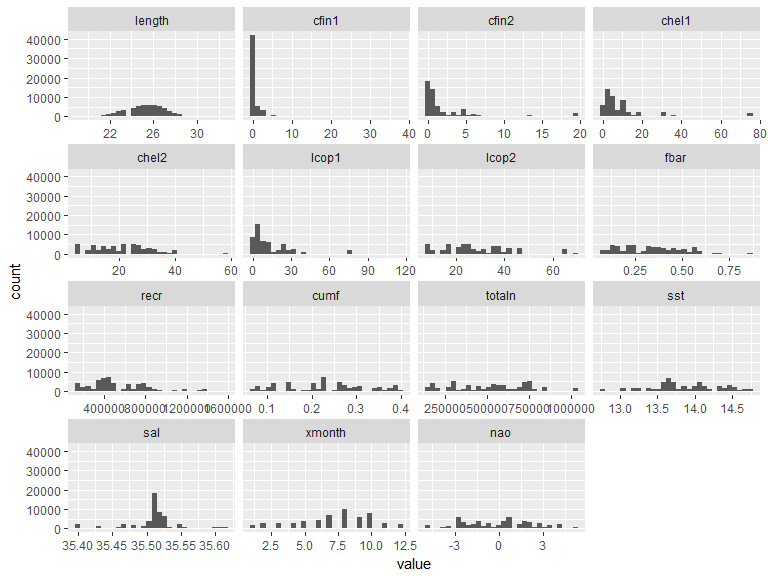 length cfin1 cfin2 chel1
40000
30000
20000
10000
0
22 26 30 0 10 20 30 40 0 5 10 15 20 0 20 40 60 80
chel2 lcop1 lcop2 fbar
40000
30000
20000
10000
0
20 40 60 0 30 60 90 120 20 40 60 0.25 0.50 0.75
count
recr cumf totaln sst
40000
30000
20000
10000
0
400000 800000 1200000 1600000 0.1 0.2 0.3 0.4 250000 500000 750000 1000000 13.0 13.5 14.0 14.5
sal xmonth nao
40000
30000
20000
10000
0
35.40 35.45 35.50 35.55 35.60 2.5 5.0 7.5 10.0 12.5 -3 0 3
value